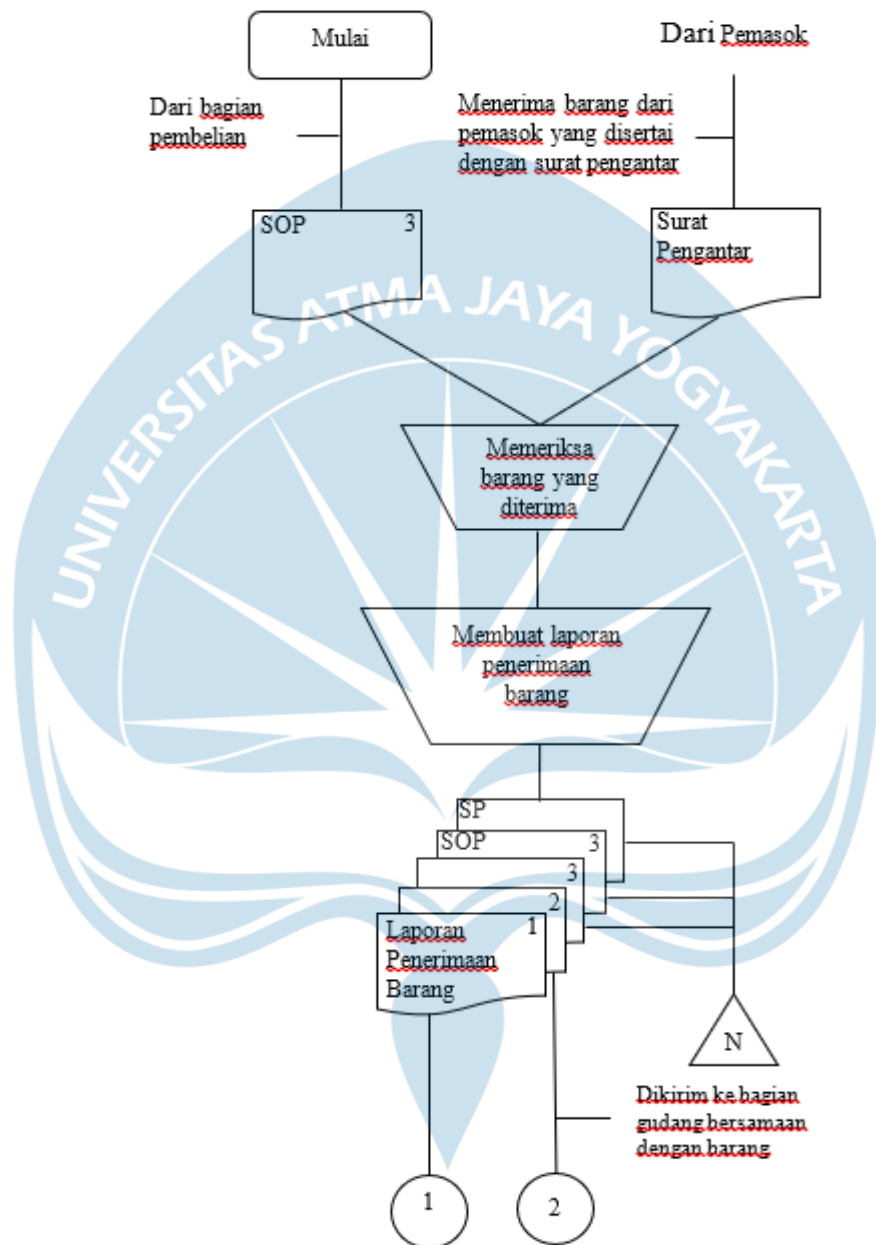 Mulai
Dari Pemasok
Dari bagian
pembelian
Menerima barang dari
pemasok yang disertai
dengan surat pengantar
SOP 3
Surat
Pengantar
UNIVERSITAS ATMA JAYA YOGYAKARTA
Memeriksa
barang yang
diterima
Membuat laporan
penerimaan
barang
SP
SOP 3
3
2
Laporan 1
Penerimaan
Barang
N
Dikirim ke bagian
gudang bersamaan
dengan barang
1
2